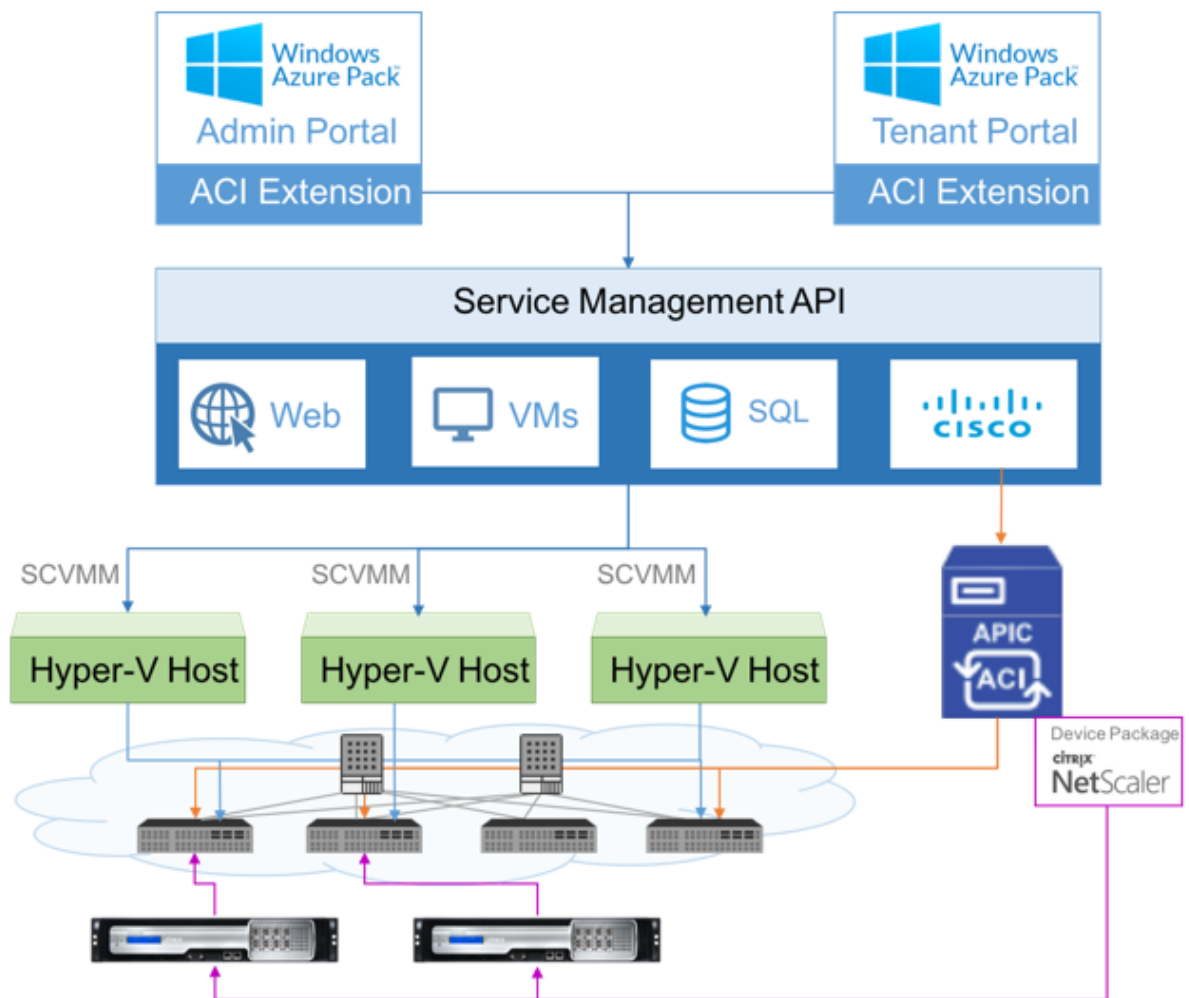 Windows
Azure Pack
Admin Portal
ACI Extension
Windows
Azure Pack
Tenant Portal
ACI Extension
Service Management API
Web
VMs
SQL
CISCO
SCVMM
SCVMM
SCVMM
Hyper-V Host
Hyper-V Host
Hyper-V Host
APIC
ACI
Device Package
CITRIX
NetScaler